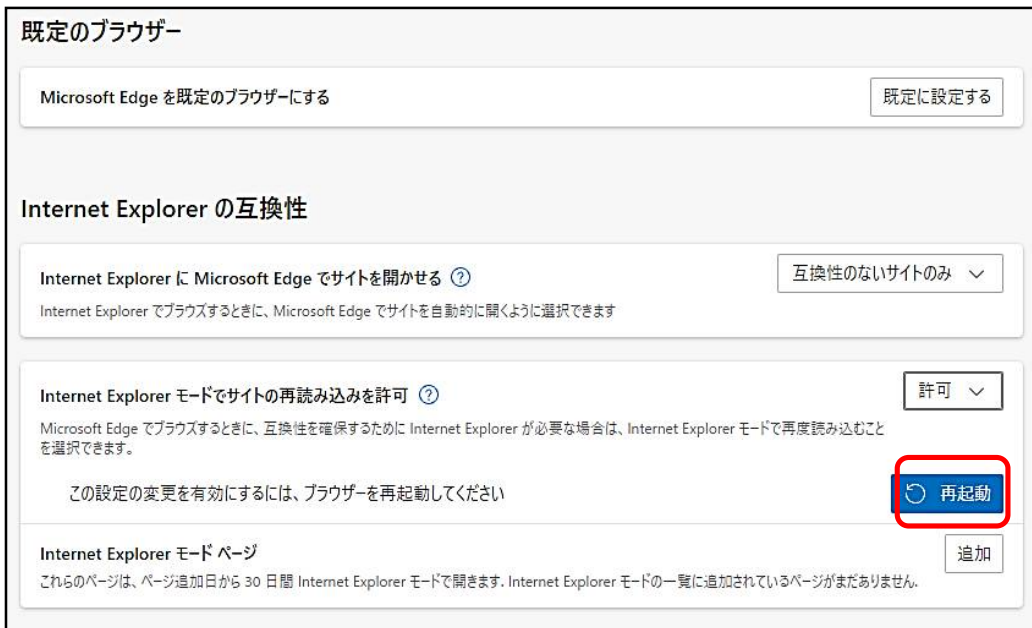 既定のブラウザー
Microsoft Edge を既定のブラウザーにする
既定に設定する
Internet Explorer の互換性
Internet Explorer に Microsoft Edge でサイトを開かせる
互換性のないサイトのみ
Internet Explorer でブラウズするときに、Microsoft Edge でサイトを自動的に開くように選択できます
Internet Explorer モードでサイトの再読み込みを許可
許可
Microsoft Edge でブラウズするときに、互換性を確保するために Internet Explorer が必要な場合は、Internet Explorer モードで再度読み込むこと
を選択できます。
この設定の変更を有効にするには、ブラウザーを再起動してください
再起動
Internet Explorer モード ページ
追加
これらのページは、ページ追加日から 30 日間 Internet Explorer モードで開きます. Internet Explorer モードの一覧に追加されているページがまだありません.